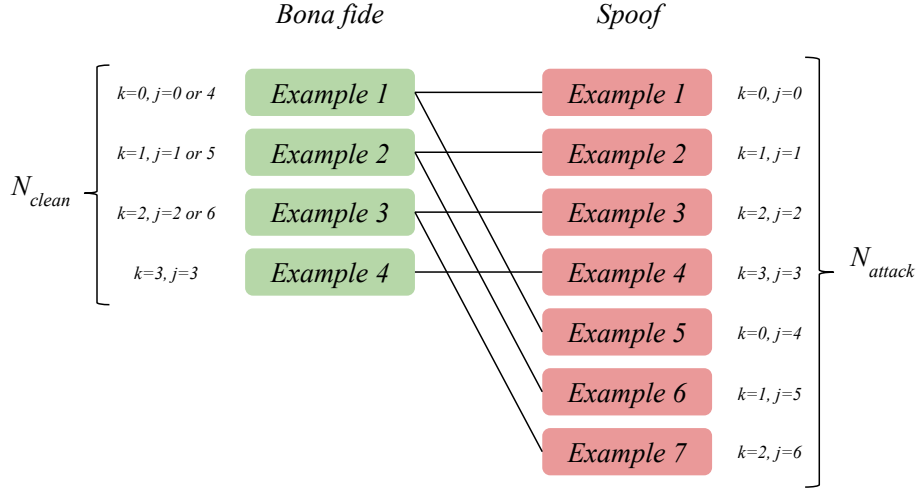 Bona fide Spoof
k=0, j=0 or 4 Example 1 Example 1 k=0, j=0
k=1, j=1 or 5 Example 2 Example 2 k=1, j=1
N_clean
k=2, j=2 or 6 Example 3 Example 3 k=2, j=2
k=3, j=3 Example 4 Example 4 k=3, j=3
N_attack
Example 5 k=0, j=4
Example 6 k=1, j=5
Example 7 k=2, j=6